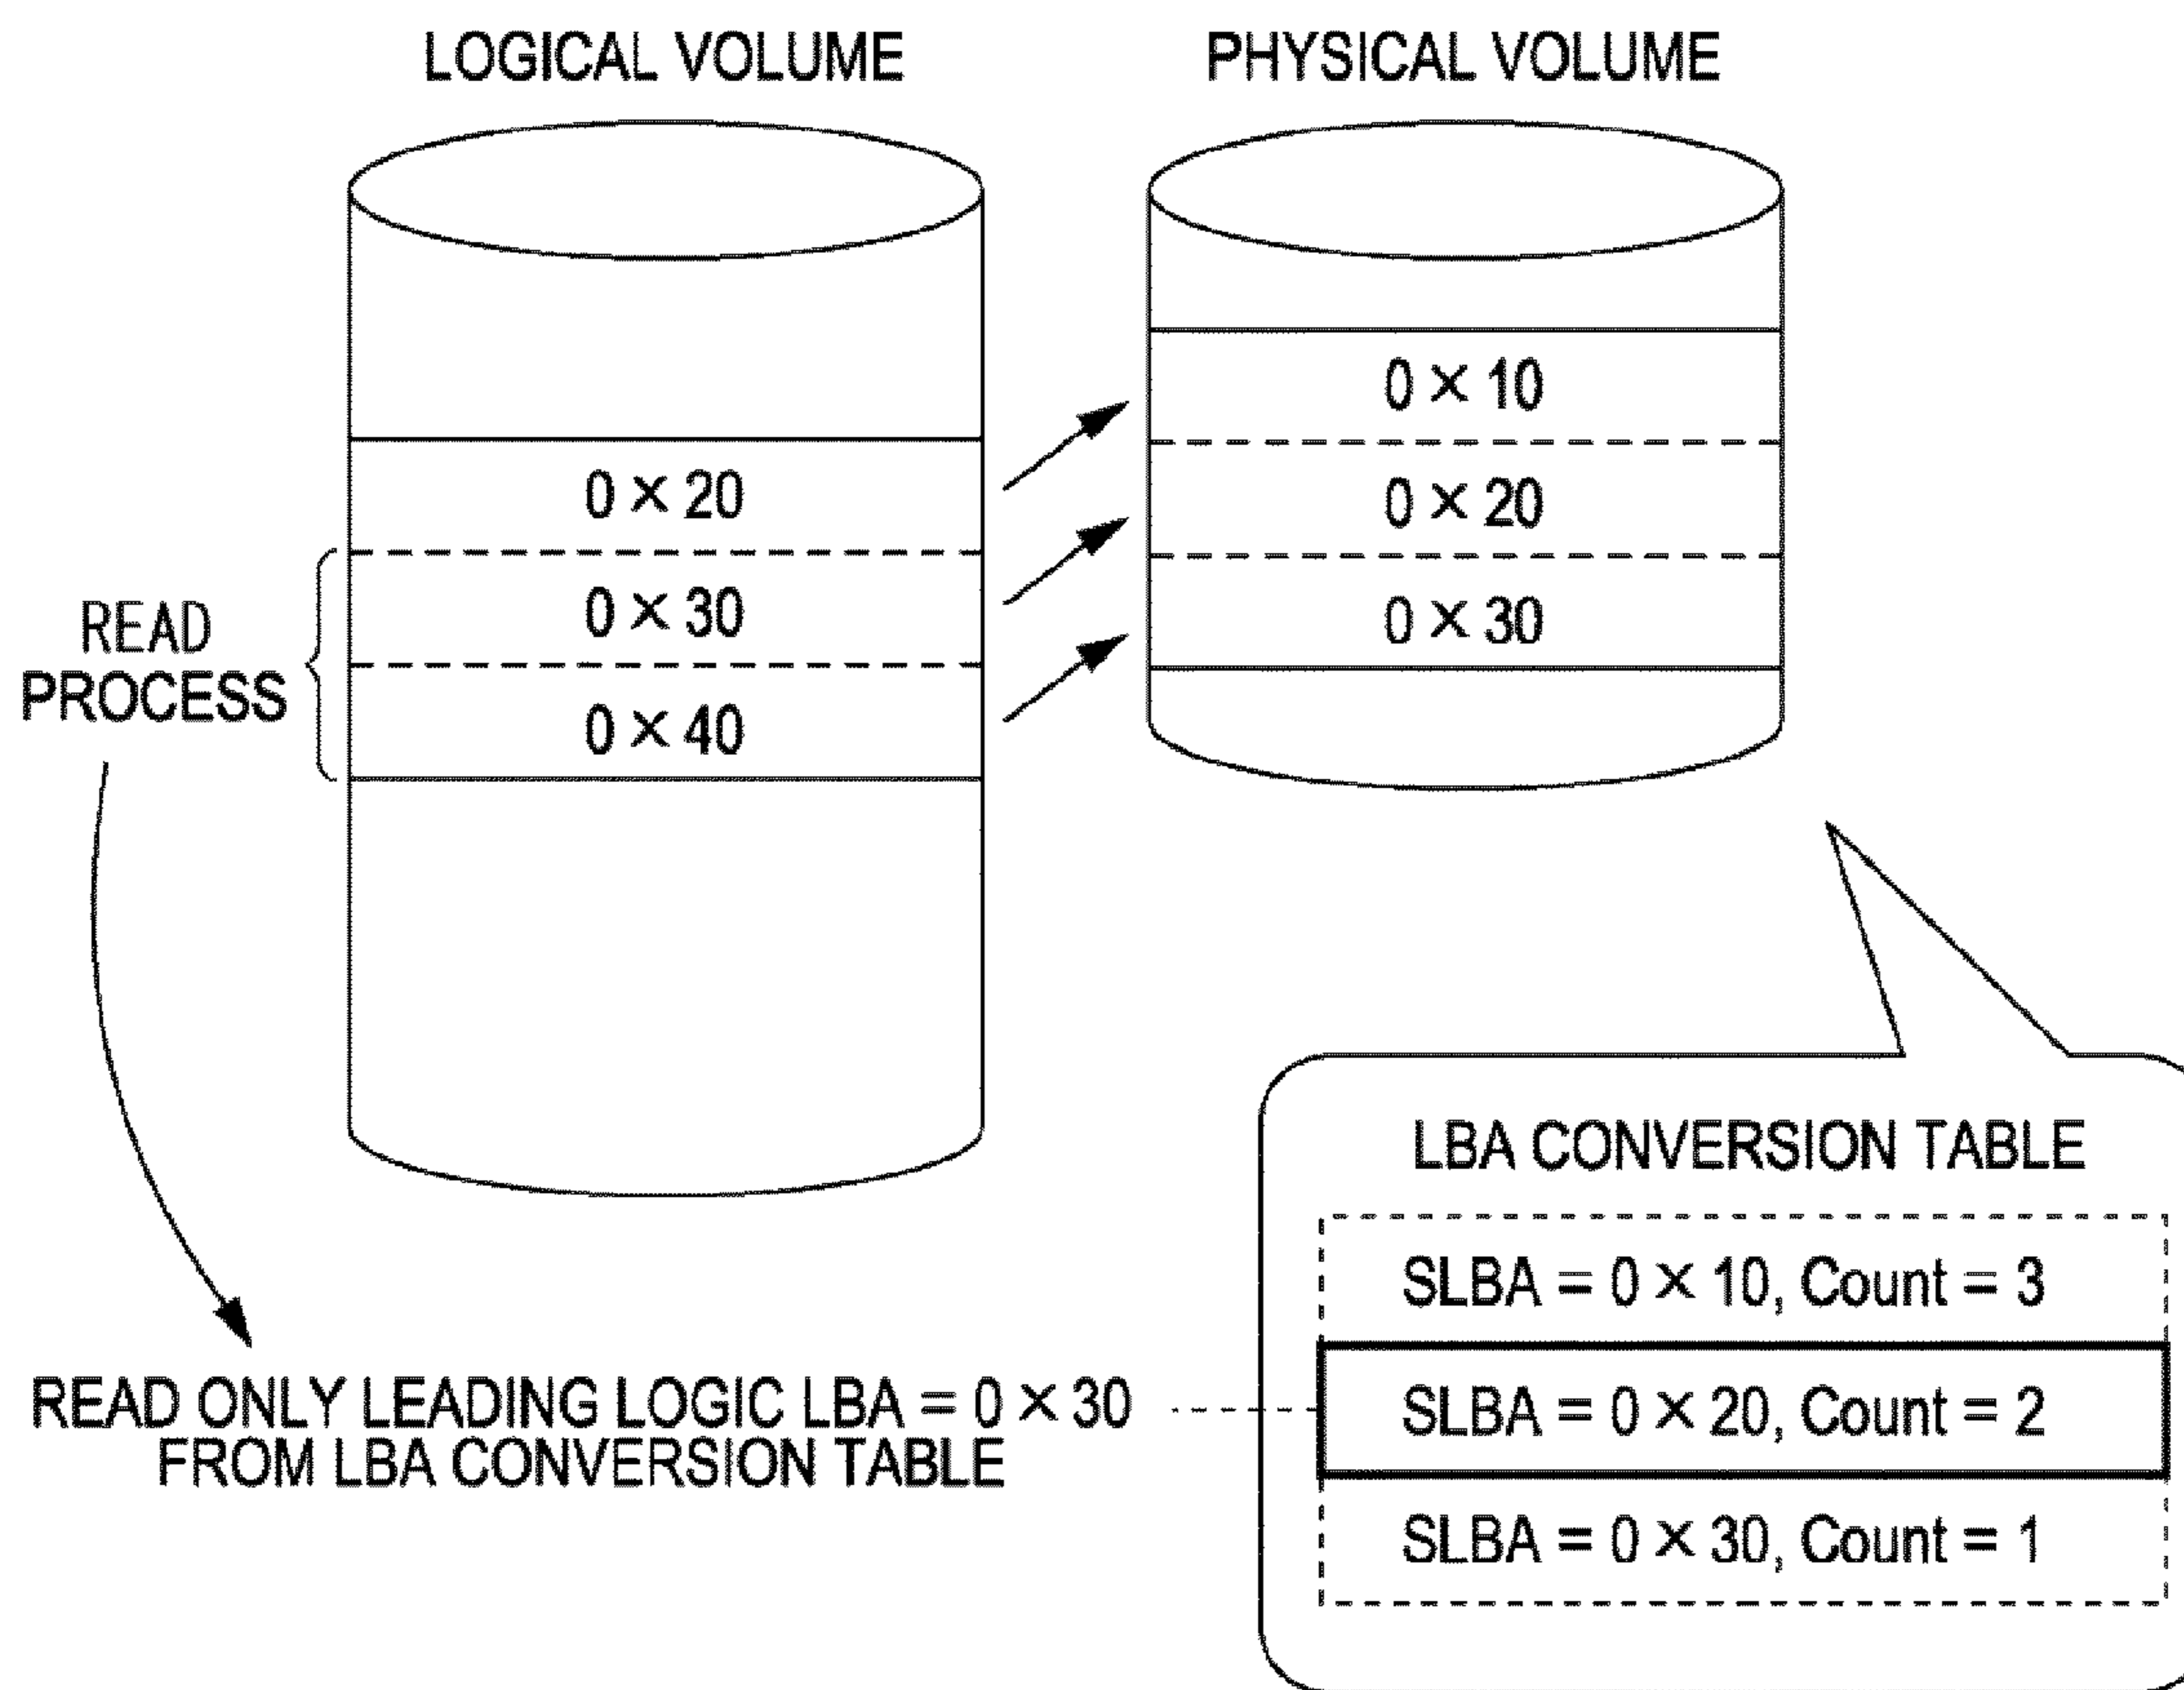 LOGICAL VOLUME
PHYSICAL VOLUME
0 × 10
0 × 20
0 × 20
0 × 30
0 × 30
0 × 40
READ
PROCESS
LBA CONVERSION TABLE
SLBA = 0 × 10, Count = 3
SLBA = 0 × 20, Count = 2
SLBA = 0 × 30, Count = 1
READ ONLY LEADING LOGIC LBA = 0 × 30
FROM LBA CONVERSION TABLE